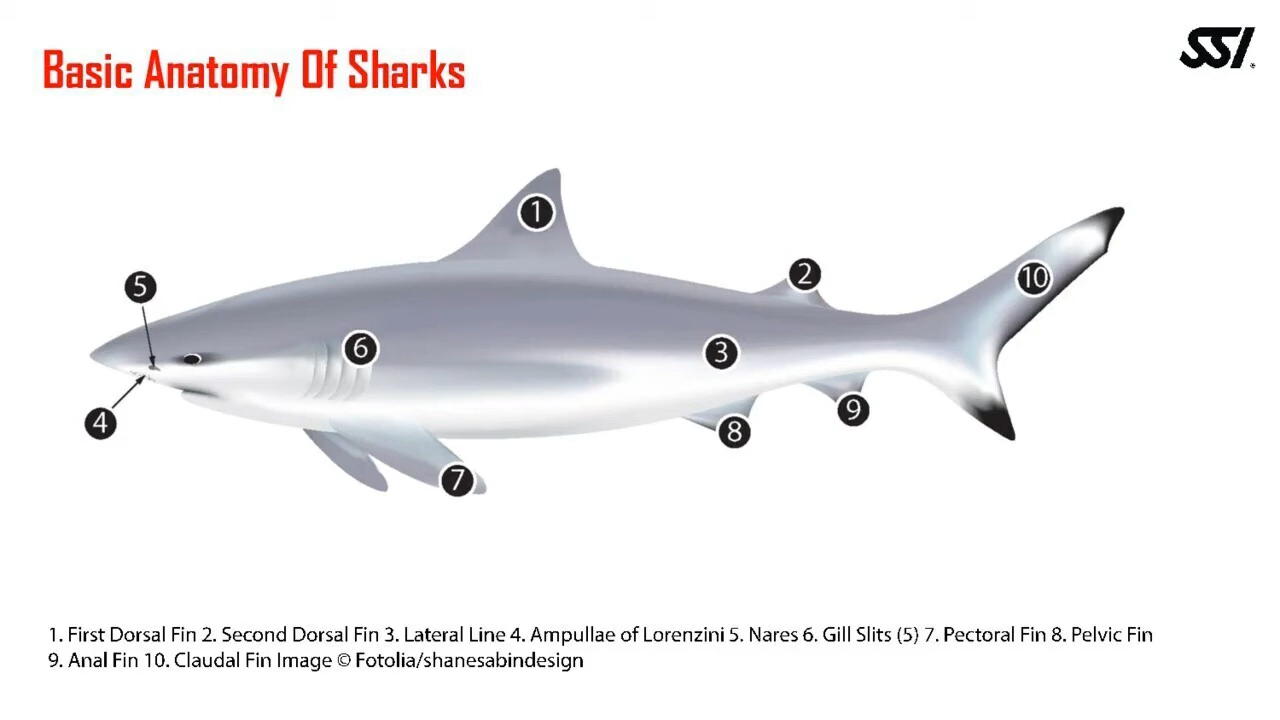 Basic Anatomy Of Sharks
SSI
1
2
5
10
6
3
4
9
8
7
1. First Dorsal Fin 2. Second Dorsal Fin 3. Lateral Line 4. Ampullae of Lorenzini 5. Nares 6. Gill Slits (5) 7. Pectoral Fin 8. Pelvic Fin
9. Anal Fin 10. Claudal Fin Image © Fotolia/shanesabindesign